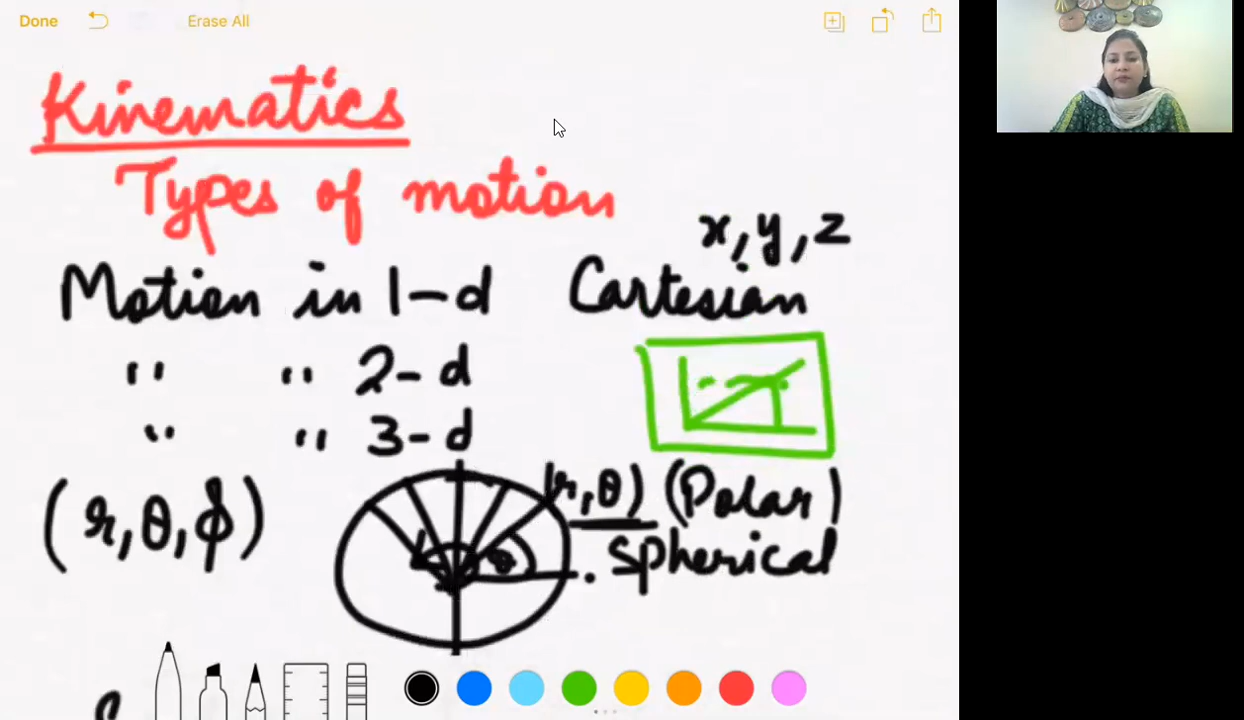 Done Erase All
Kinematics
Types of motion
x, y, z
Motion in 1-d Cartesian
" " 2-d
" " 3-d
(r, θ, ϕ) (r, θ) (Polar)
. Spherical